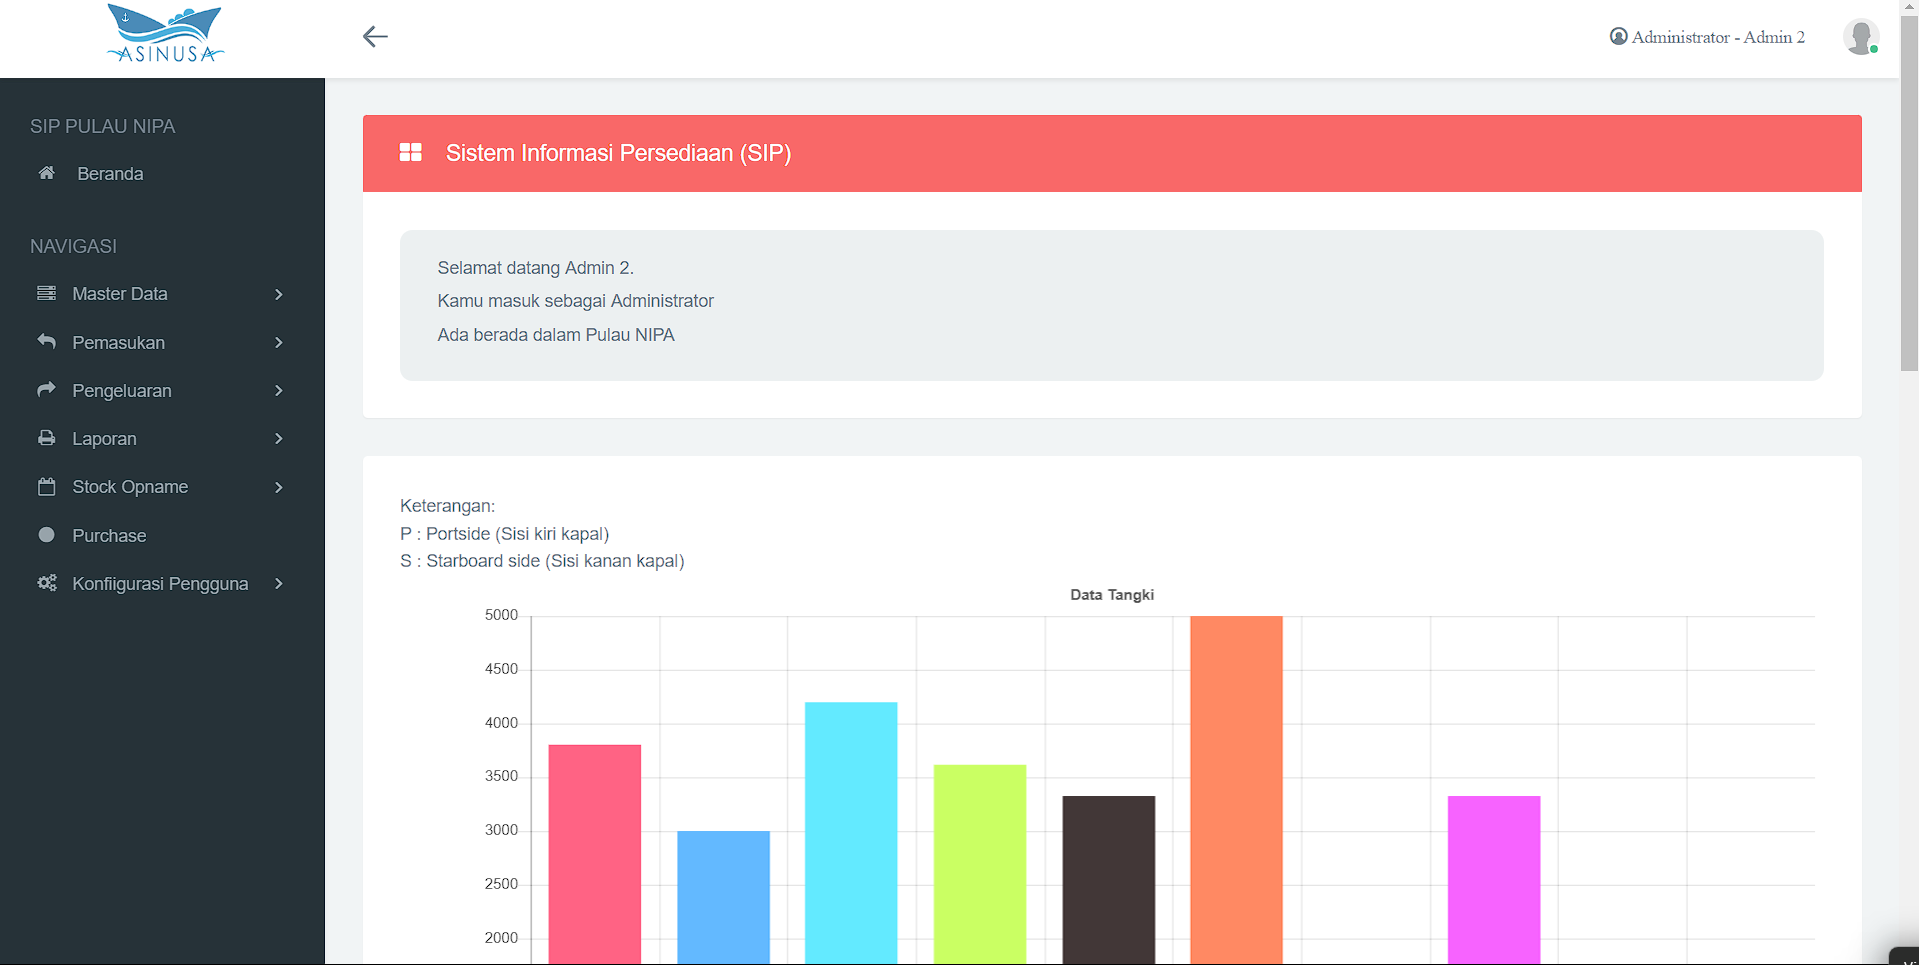 ASINUSA
Administrator - Admin 2
SIP PULAU NIPA
Beranda
NAVIGASI
Master Data
Pemasukan
Pengeluaran
Laporan
Stock Opname
Purchase
Konfiigurasi Pengguna
Sistem Informasi Persediaan (SIP)
Selamat datang Admin 2.
Kamu masuk sebagai Administrator
Ada berada dalam Pulau NIPA
Keterangan:
P : Portside (Sisi kiri kapal)
S : Starboard side (Sisi kanan kapal)
Data Tangki
5000
4500
4000
3500
3000
2500
2000